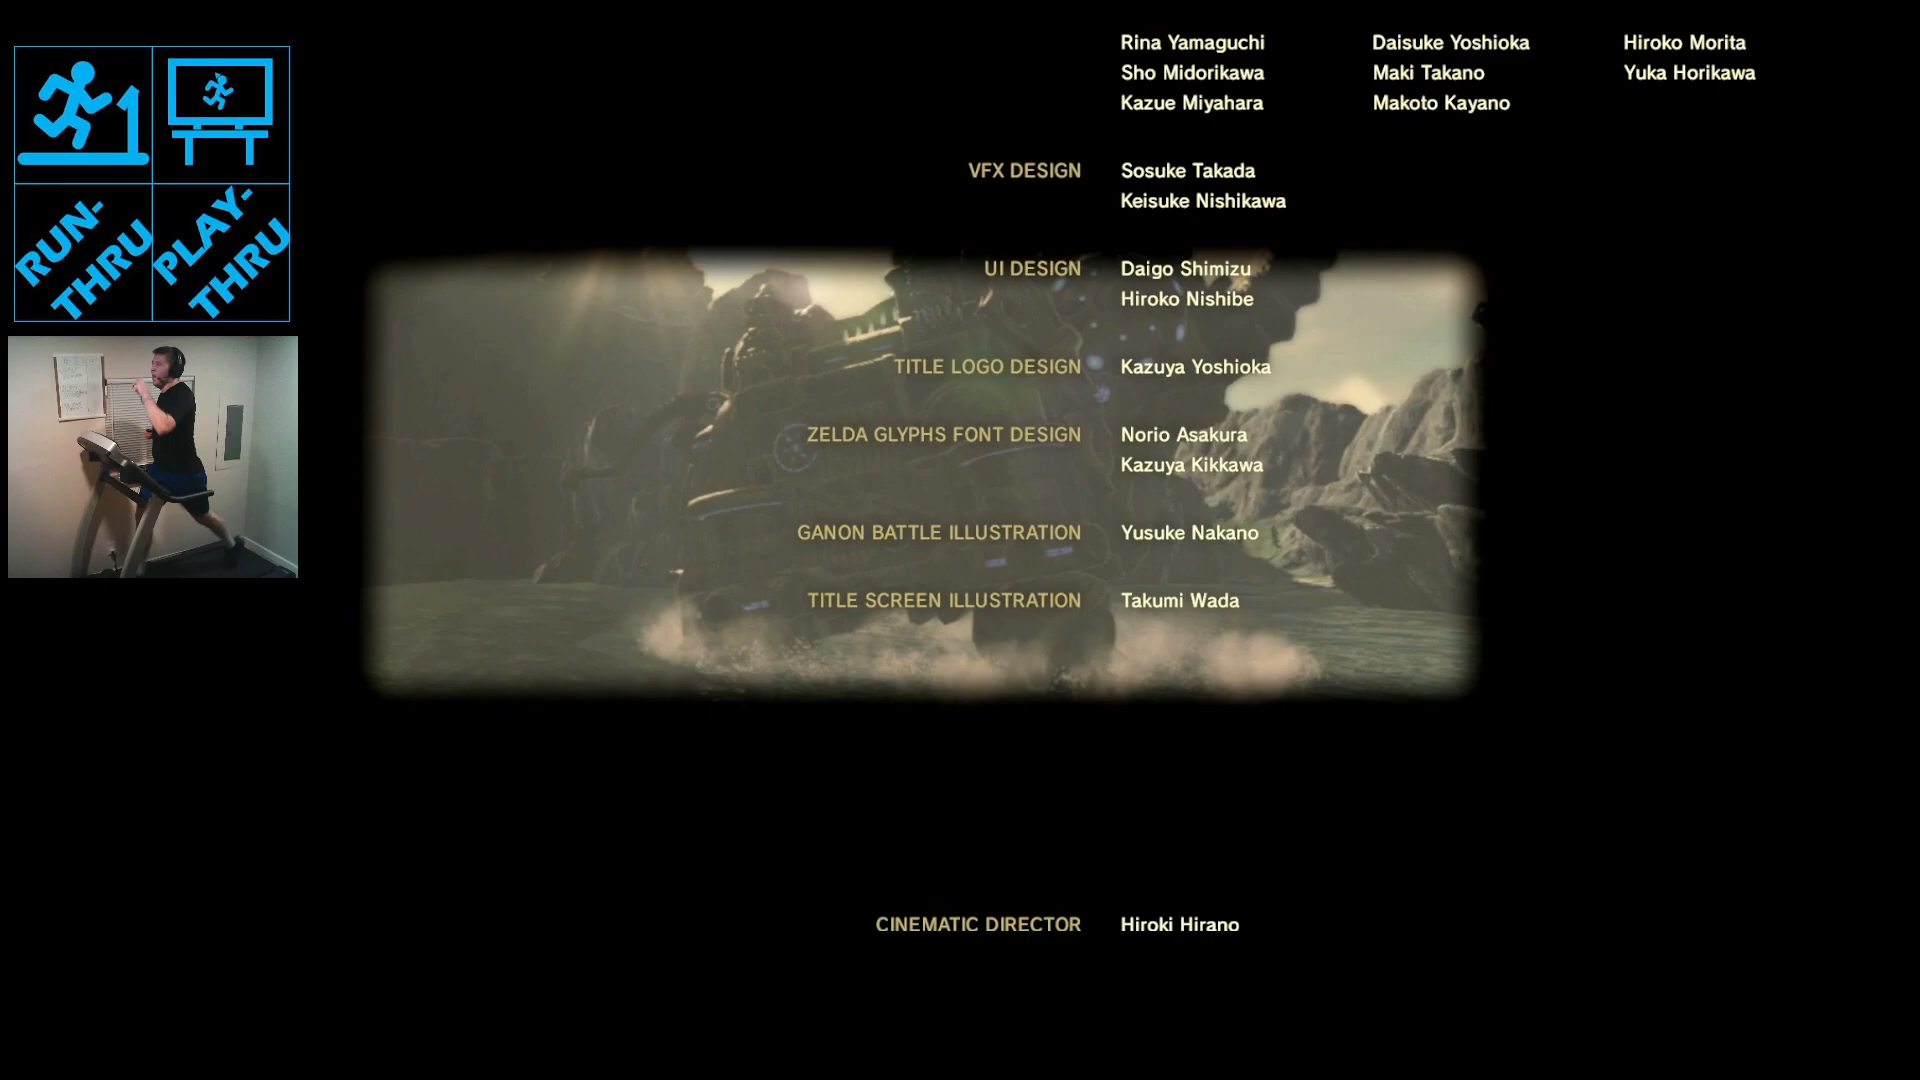 RUN-
THRU
PLAY-
THRU
Rina Yamaguchi Daisuke Yoshioka Hiroko Morita
Sho Midorikawa Maki Takano Yuka Horikawa
Kazue Miyahara Makoto Kayano
VFX DESIGN Sosuke Takada
Keisuke Nishikawa
UI DESIGN Daigo Shimizu
Hiroko Nishibe
TITLE LOGO DESIGN Kazuya Yoshioka
ZELDA GLYPHS FONT DESIGN Norio Asakura
Kazuya Kikkawa
GANON BATTLE ILLUSTRATION Yusuke Nakano
TITLE SCREEN ILLUSTRATION Takumi Wada
CINEMATIC DIRECTOR Hiroki Hirano